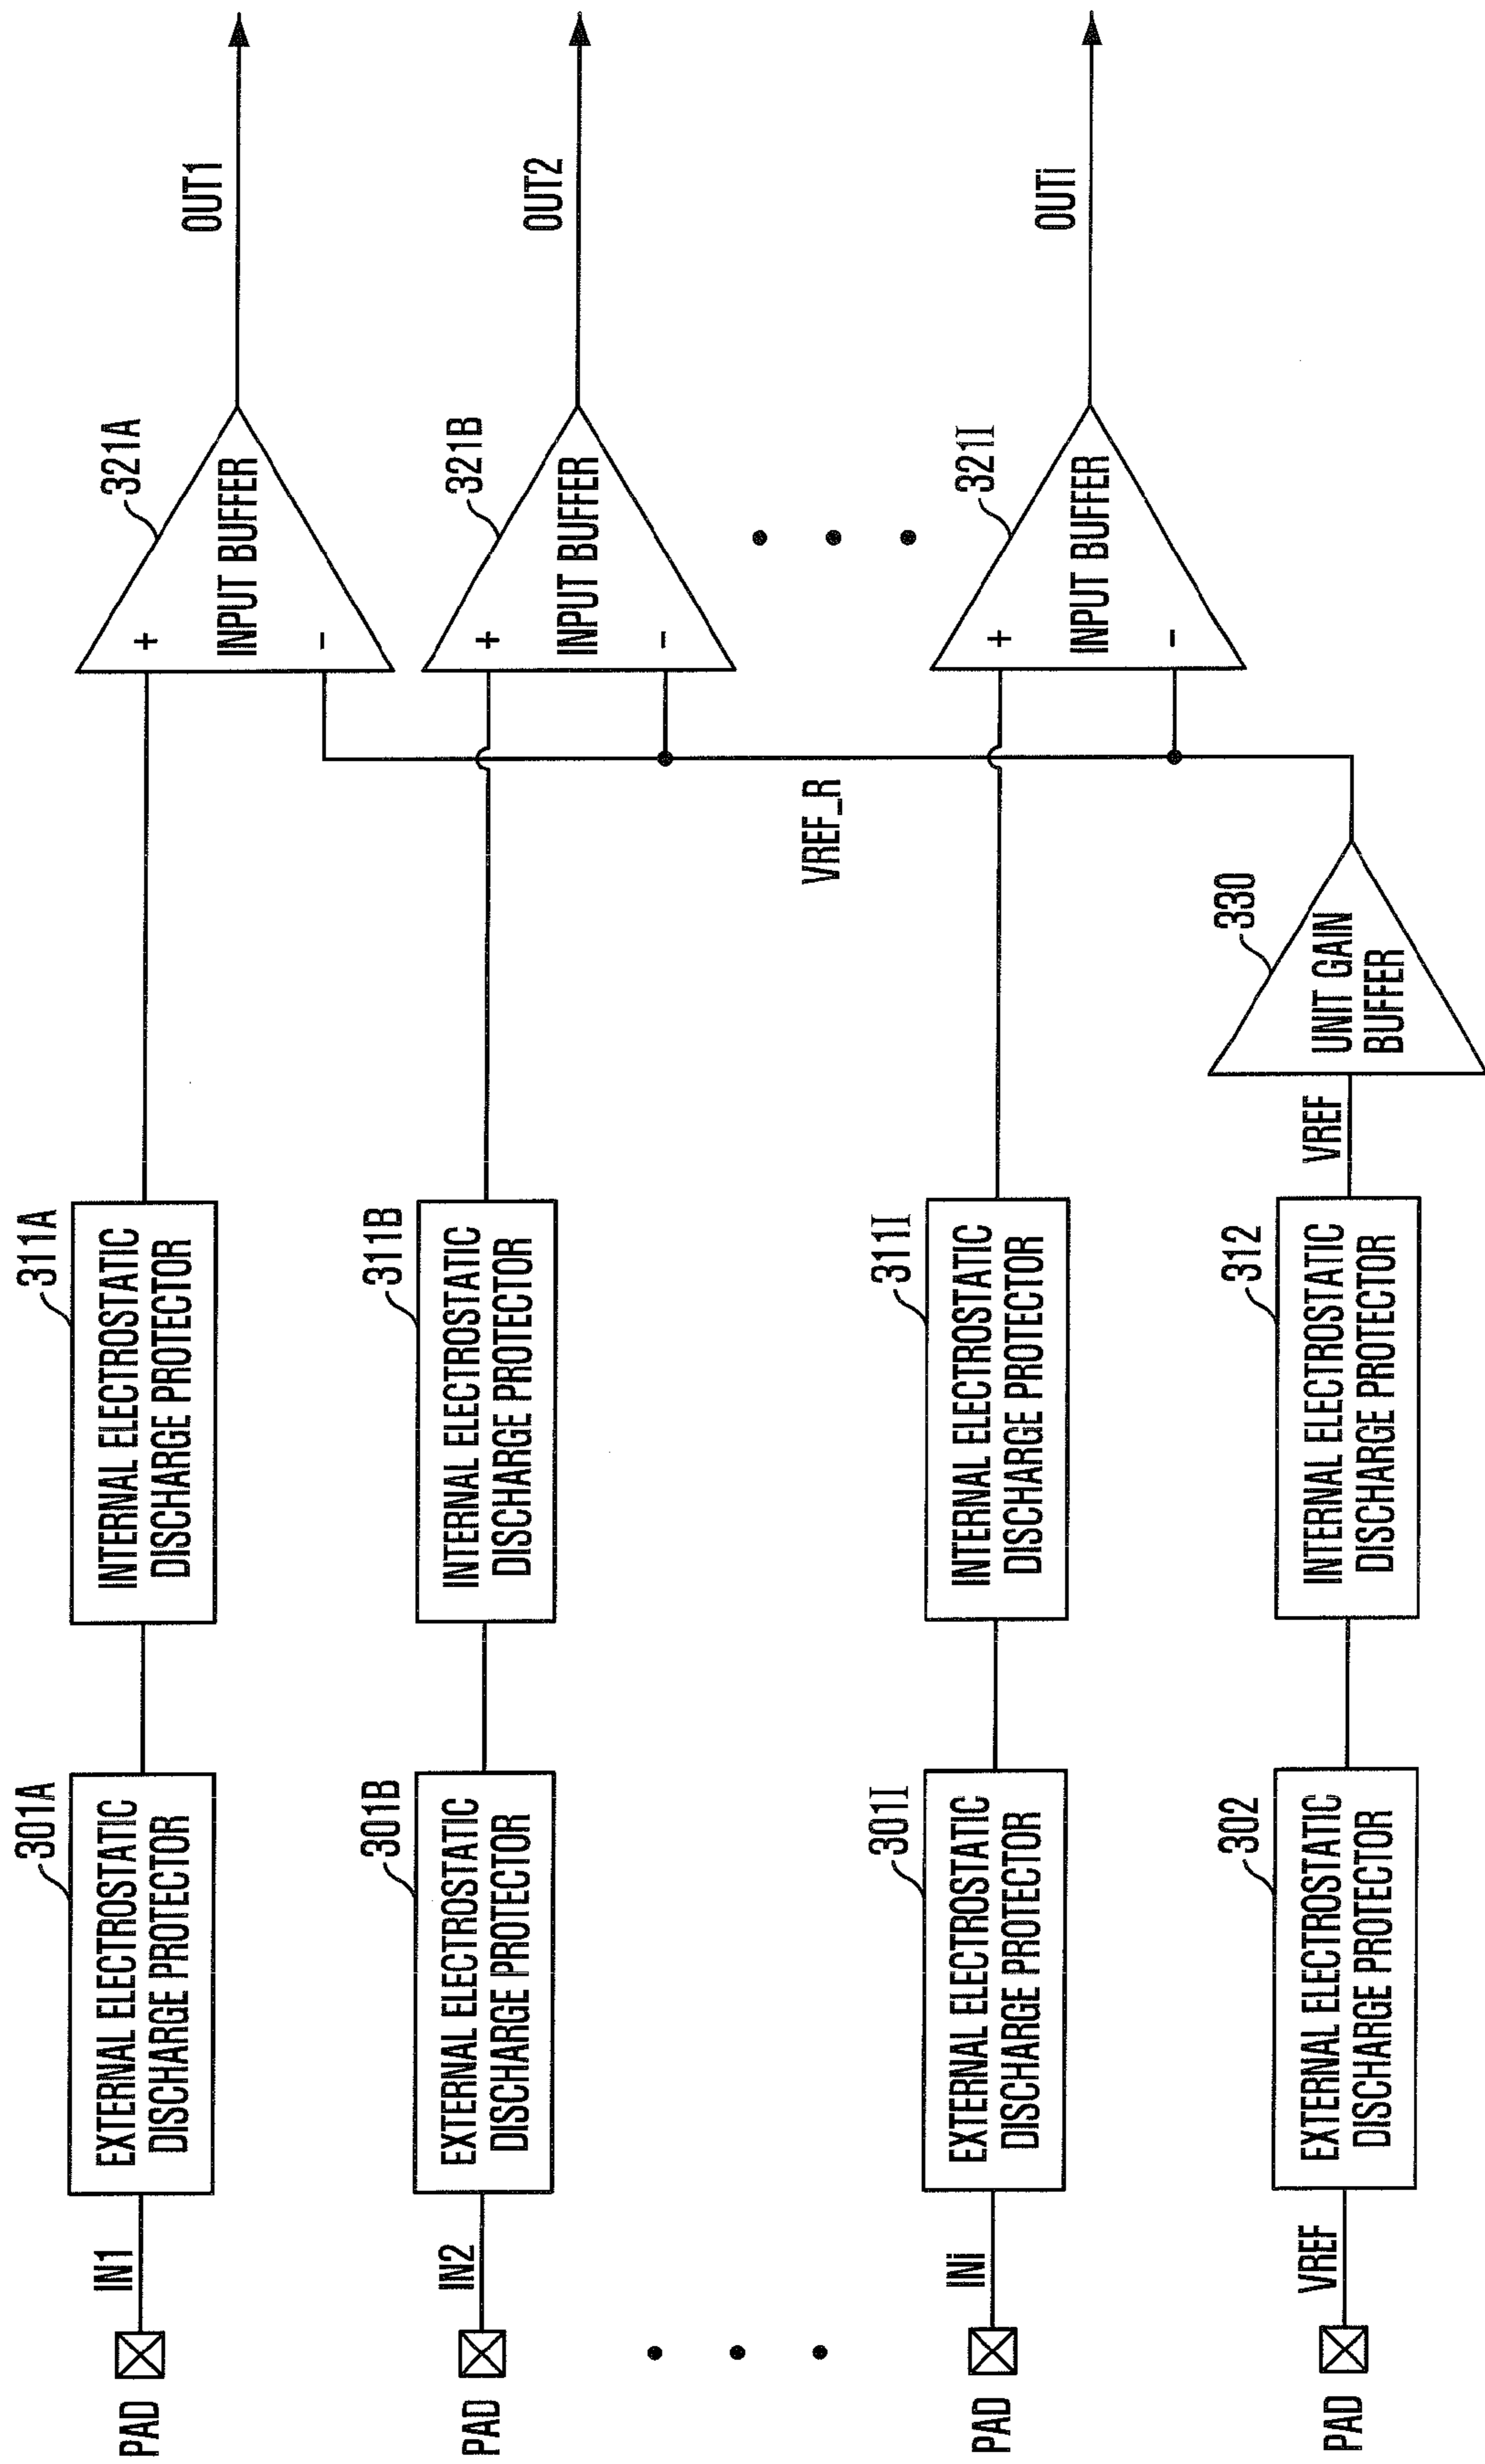 PAD
IN1
301A
EXTERNAL ELECTROSTATIC
DISCHARGE PROTECTOR
311A
INTERNAL ELECTROSTATIC
DISCHARGE PROTECTOR
321A
+
INPUT BUFFER
-
OUT1
PAD
IN2
301B
EXTERNAL ELECTROSTATIC
DISCHARGE PROTECTOR
311B
INTERNAL ELECTROSTATIC
DISCHARGE PROTECTOR
321B
+
INPUT BUFFER
-
OUT2
VREF_R
PAD
INi
301I
EXTERNAL ELECTROSTATIC
DISCHARGE PROTECTOR
311I
INTERNAL ELECTROSTATIC
DISCHARGE PROTECTOR
321I
+
INPUT BUFFER
-
OUTi
PAD
VREF
302
EXTERNAL ELECTROSTATIC
DISCHARGE PROTECTOR
312
INTERNAL ELECTROSTATIC
DISCHARGE PROTECTOR
VREF
330
UNIT GAIN
BUFFER